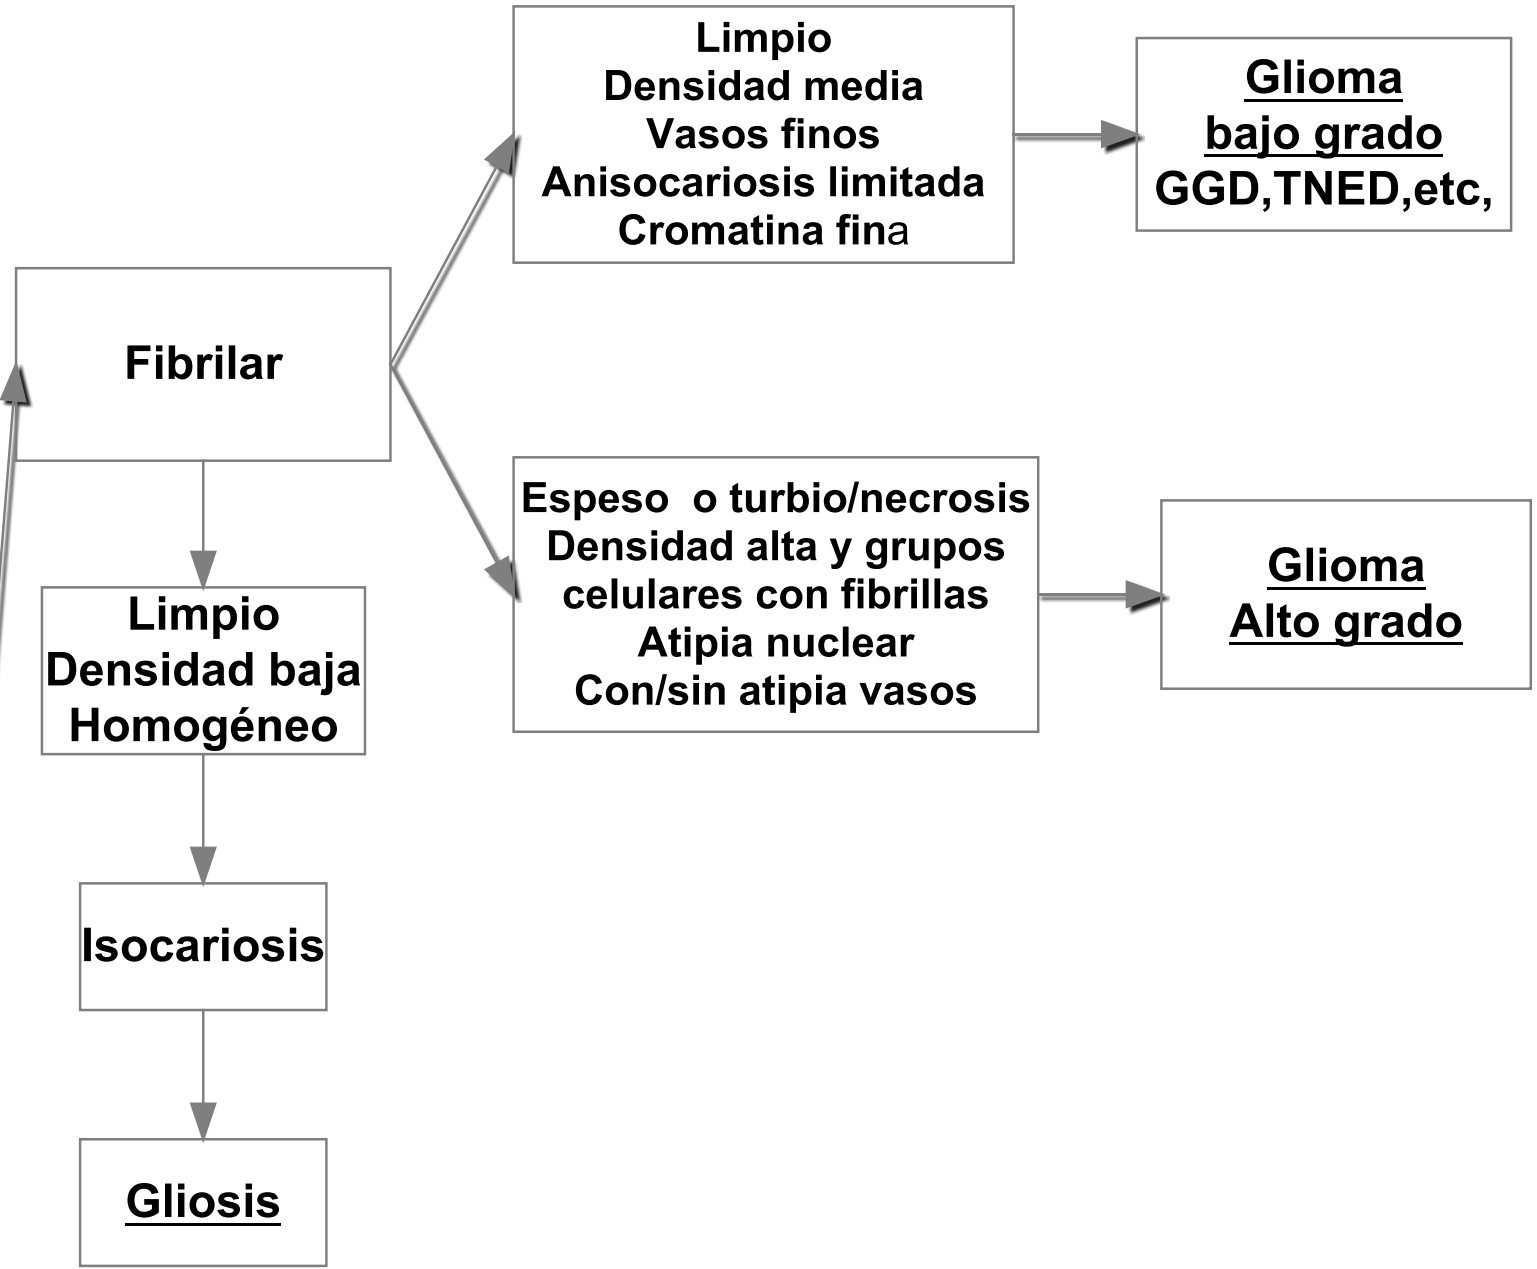 Limpio
Densidad media
Vasos finos
Anisocariosis limitada
Cromatina fina
Glioma
bajo grado
GGD,TNED,etc,
Fibrilar
Espeso o turbio/necrosis
Densidad alta y grupos
celulares con fibrillas
Atipia nuclear
Con/sin atipia vasos
Glioma
Alto grado
Limpio
Densidad baja
Homogéneo
Isocariosis
Gliosis